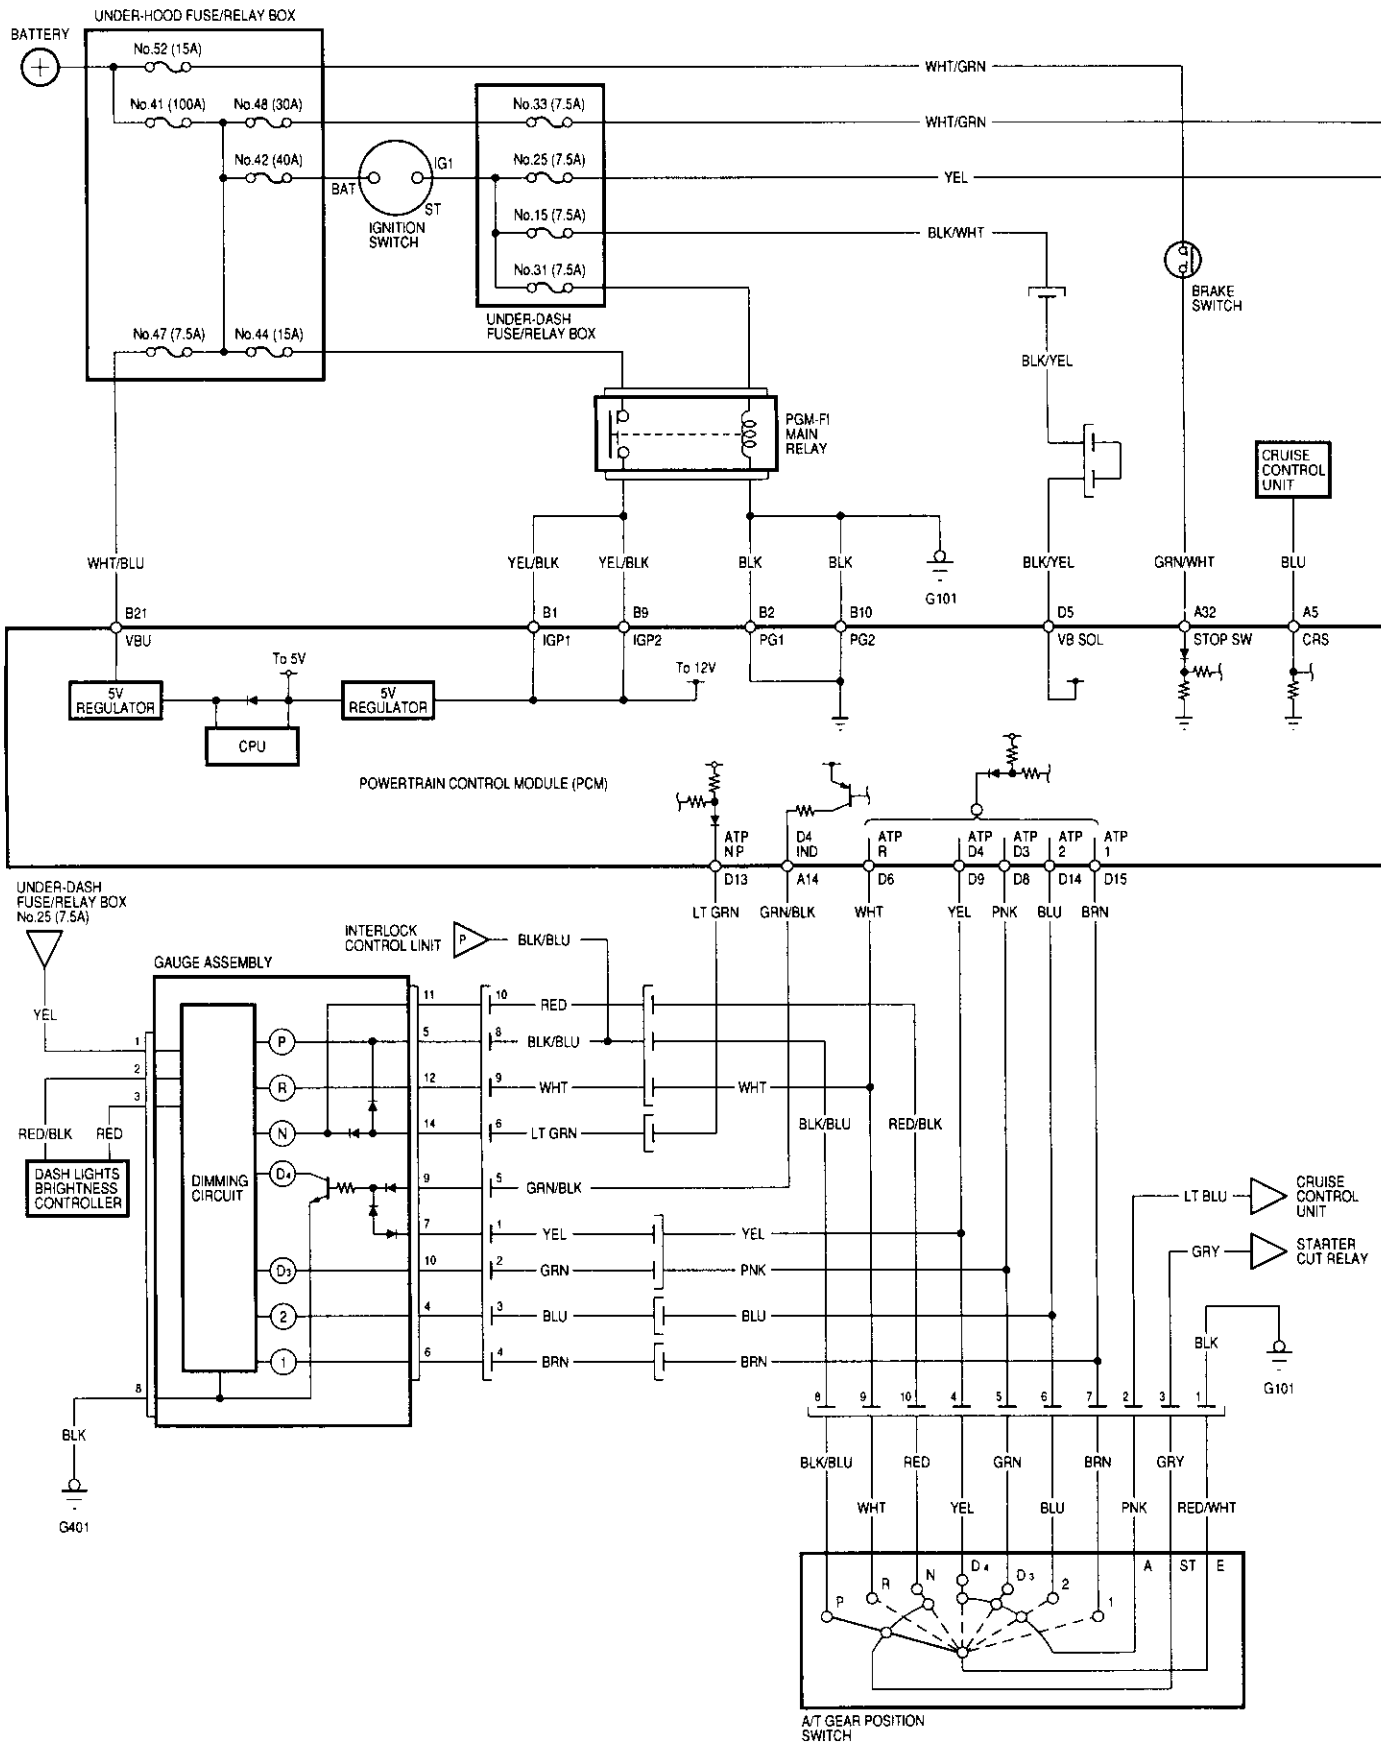 UNDER-HOOD FUSE/RELAY BOX
BATTERY
No.52 (15A)
WHT/GRN
No.41 (100A)
No.48 (30A)
No.33 (7.5A)
WHT/GRN
No.42 (40A)
IG1
No.25 (7.5A)
YEL
BAT
ST
IGNITION
SWITCH
No.15 (7.5A)
BLK/WHT
No.31 (7.5A)
BRAKE
SWITCH
UNDER-DASH
FUSE/RELAY BOX
No.47 (7.5A)
No.44 (15A)
BLK/YEL
PGM-FI
MAIN
RELAY
CRUISE
CONTROL
UNIT
WHT/BLU
YEL/BLK
YEL/BLK
BLK
BLK
G101
BLK/YEL
GRN/WHT
BLU
B21
B1
B9
B2
B10
D5
A32
A5
VBU
IGP1
IGP2
PG1
PG2
VB SOL
STOP SW
CRS
To 5V
To 12V
5V
REGULATOR
5V
REGULATOR
CPU
POWERTRAIN CONTROL MODULE (PCM)
ATP
NP
D4
IND
ATP
R
ATP
D4
ATP
D3
ATP
2
ATP
1
D13
A14
D6
D9
D8
D14
D15
UNDER-DASH
FUSE/RELAY BOX
No.25 (7.5A)
LT GRN
GRN/BLK
WHT
YEL
PNK
BLU
BRN
INTERLOCK
CONTROL UNIT
P
BLK/BLU
GAUGE ASSEMBLY
YEL
11
10
RED
1
P
5
8
BLK/BLU
2
R
12
9
WHT
WHT
3
N
14
6
LT GRN
BLK/BLU
RED/BLK
RED/BLK
RED
DASH LIGHTS
BRIGHTNESS
CONTROLLER
DIMMING
CIRCUIT
D4
9
5
GRN/BLK
7
1
YEL
YEL
D3
10
2
GRN
PNK
2
4
3
BLU
BLU
1
6
4
BRN
BRN
LT BLU
CRUISE
CONTROL
UNIT
GRY
STARTER
CUT RELAY
BLK
G101
8
BLK
G401
8
9
10
4
5
6
7
2
3
1
BLK/BLU
RED
GRN
BRN
GRY
WHT
YEL
BLU
PNK
RED/WHT
P
R
N
D4
D3
2
1
A
ST
E
A/T GEAR POSITION
SWITCH